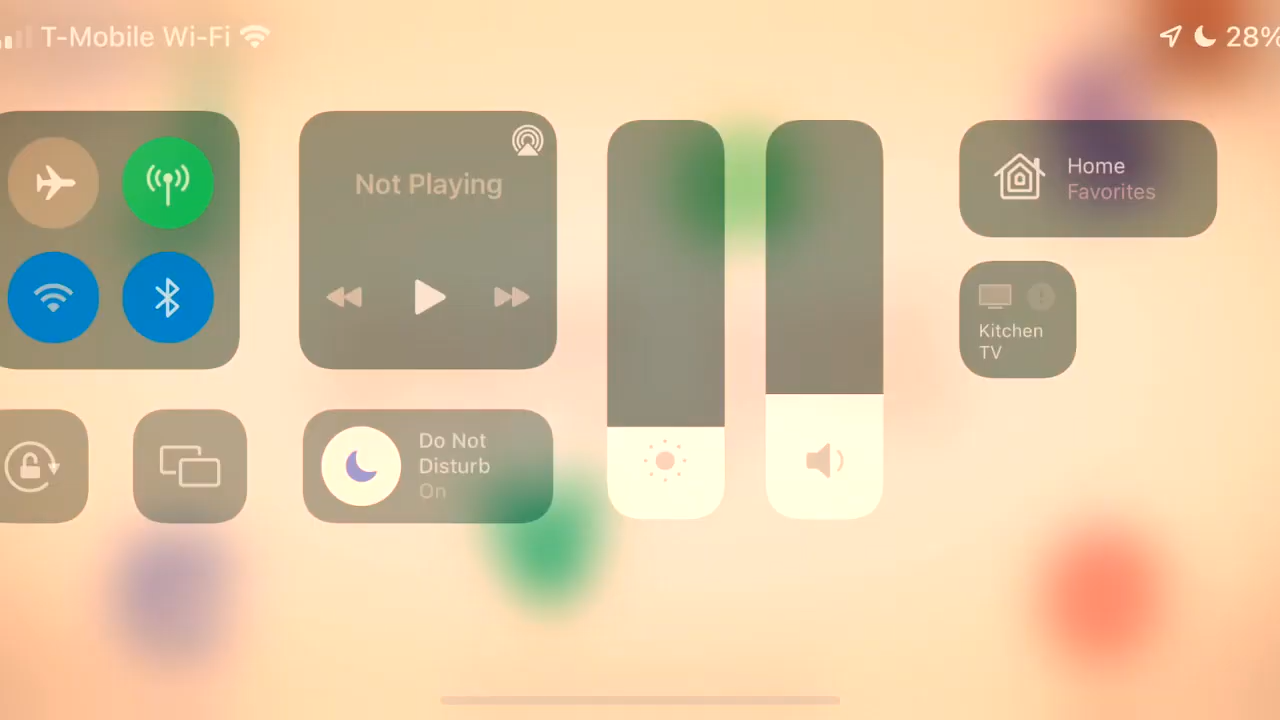 T-Mobile Wi-Fi
28%
Not Playing
Home
Favorites
Kitchen
TV
Do Not
Disturb
On